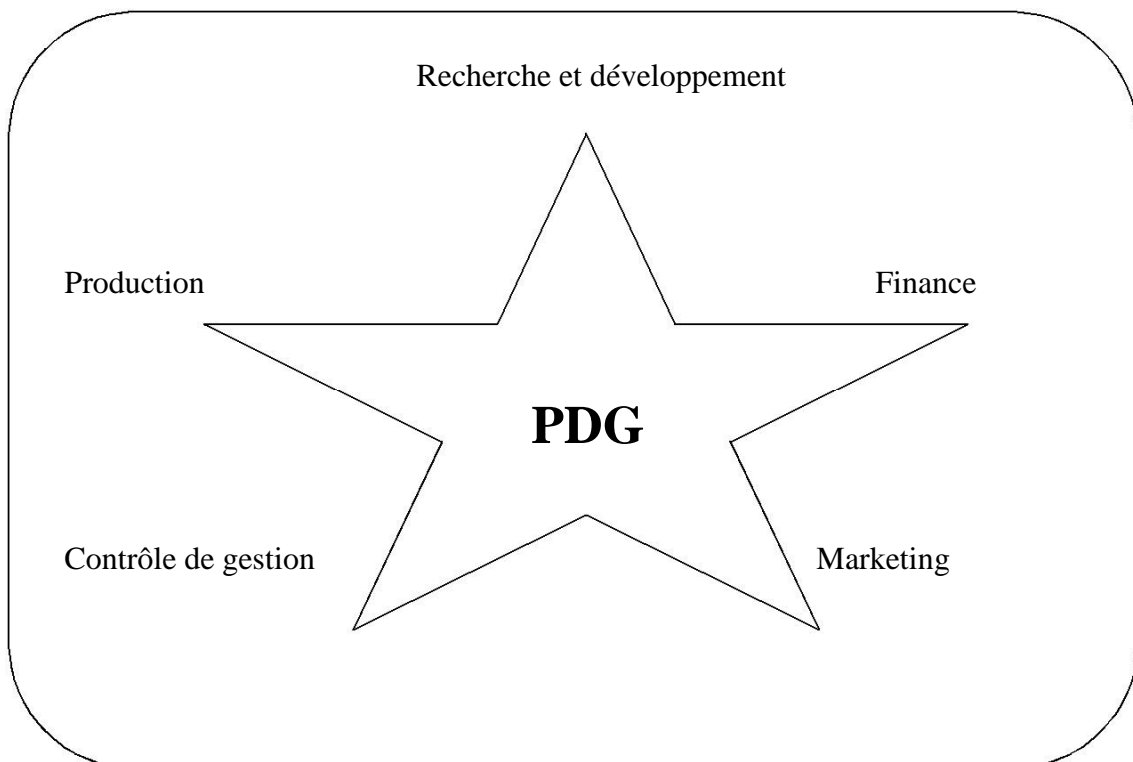 Recherche et développement
Production
Finance
PDG
Contrôle de gestion
Marketing